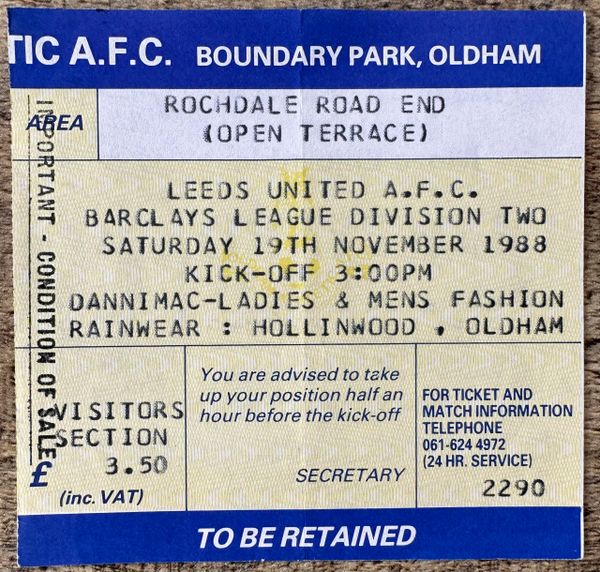 TIC A.F.C. BOUNDARY PARK, OLDHAM
AREA
ROCHDALE ROAD END
(OPEN TERRACE)
IMPORTANT - CONDITION OF SALE
LEEDS UNITED A.F.C.
BARCLAYS LEAGUE DIVISION TWO
SATURDAY 19TH NOVEMBER 1988
KICK-OFF 3:00PM
DANNIMAC-LADIES & MENS FASHION
RAINWEAR : HOLLINWOOD , OLDHAM
VISITORS
SECTION
£ 3.50
(inc. VAT)
You are advised to take
up your position half an
hour before the kick-off
SECRETARY
FOR TICKET AND
MATCH INFORMATION
TELEPHONE
061-624 4972
(24 HR. SERVICE)
2290
TO BE RETAINED